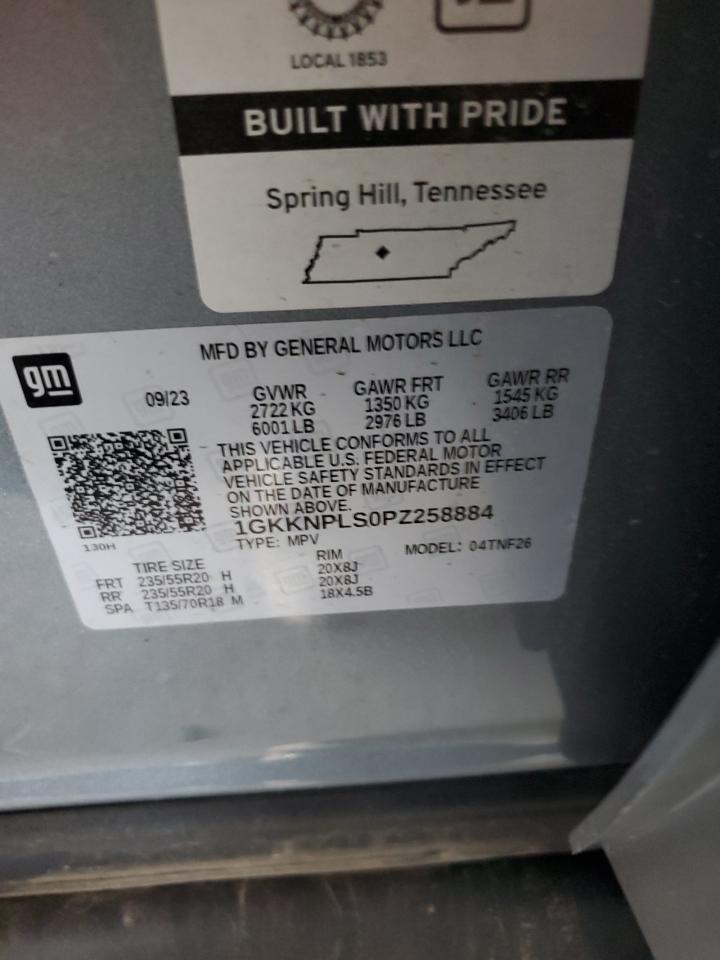 LOCAL 1853
BUILT WITH PRIDE
Spring Hill, Tennessee
gm
MFD BY GENERAL MOTORS LLC
09/23
GVWR GAWR FRT GAWR RR
2722 KG 1350 KG 1545 KG
6001 LB 2976 LB 3406 LB
THIS VEHICLE CONFORMS TO ALL
APPLICABLE U.S. FEDERAL MOTOR
VEHICLE SAFETY STANDARDS IN EFFECT
ON THE DATE OF MANUFACTURE
SHOWN ABOVE.
1GKKNPLS0PZ258884
130H
TYPE: MPV MODEL: 04TNF26
TIRE SIZE RIM
FRT 235/55R20 H 20X8J
RR 235/55R20 H 20X8J
SPA T135/70R18 M 18X4.5B